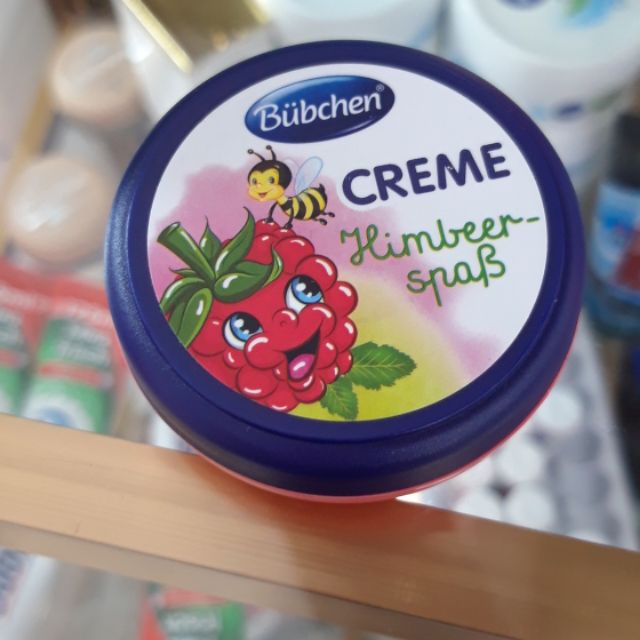 Bübchen®
CREME
Himbeer-
spaß